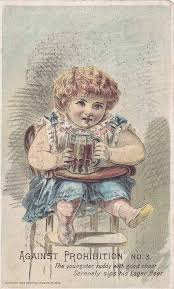 AGAINST PROHIBITION NO. 3.
The youngster, ruddy with good cheer
Serenely sips his Lager Beer